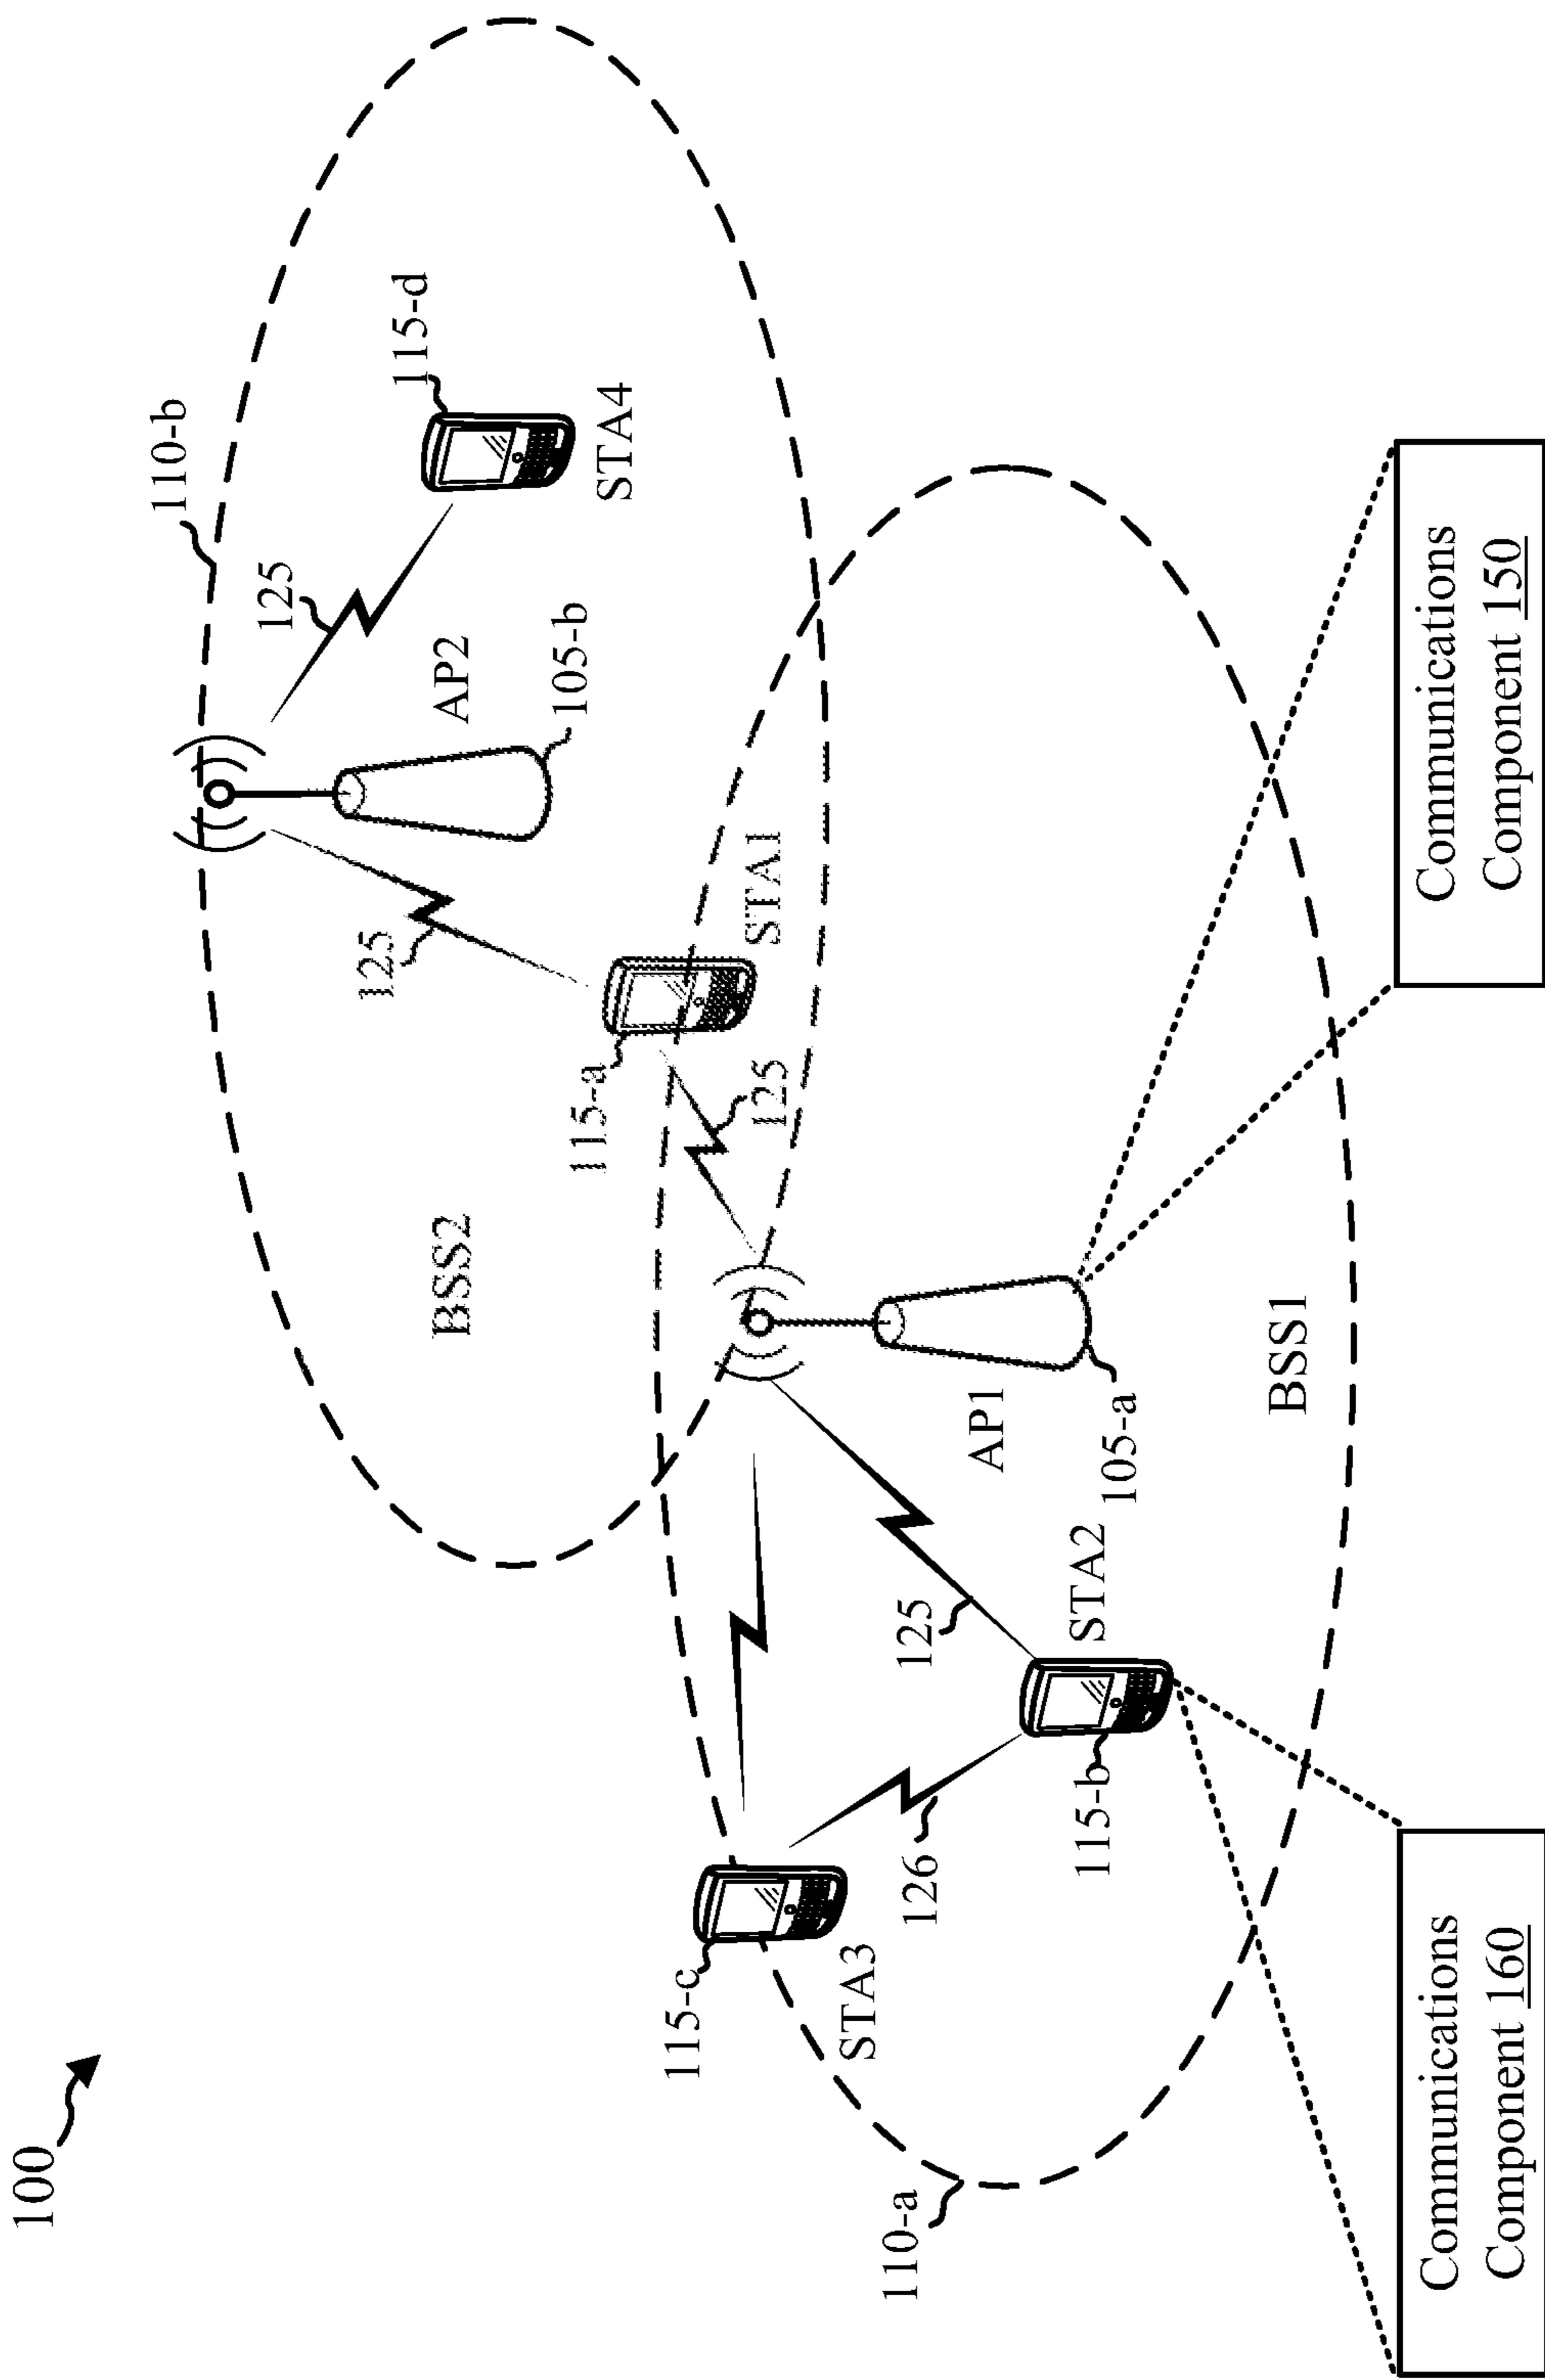 100
110-b
125
115-d
STA4
AP2
105-b
125
BSS2
115-a
STA1
125
115-c
STA3
126
125
115-b
STA2
AP1
105-a
110-a
BSS1
Communications
Component 160
Communications
Component 150